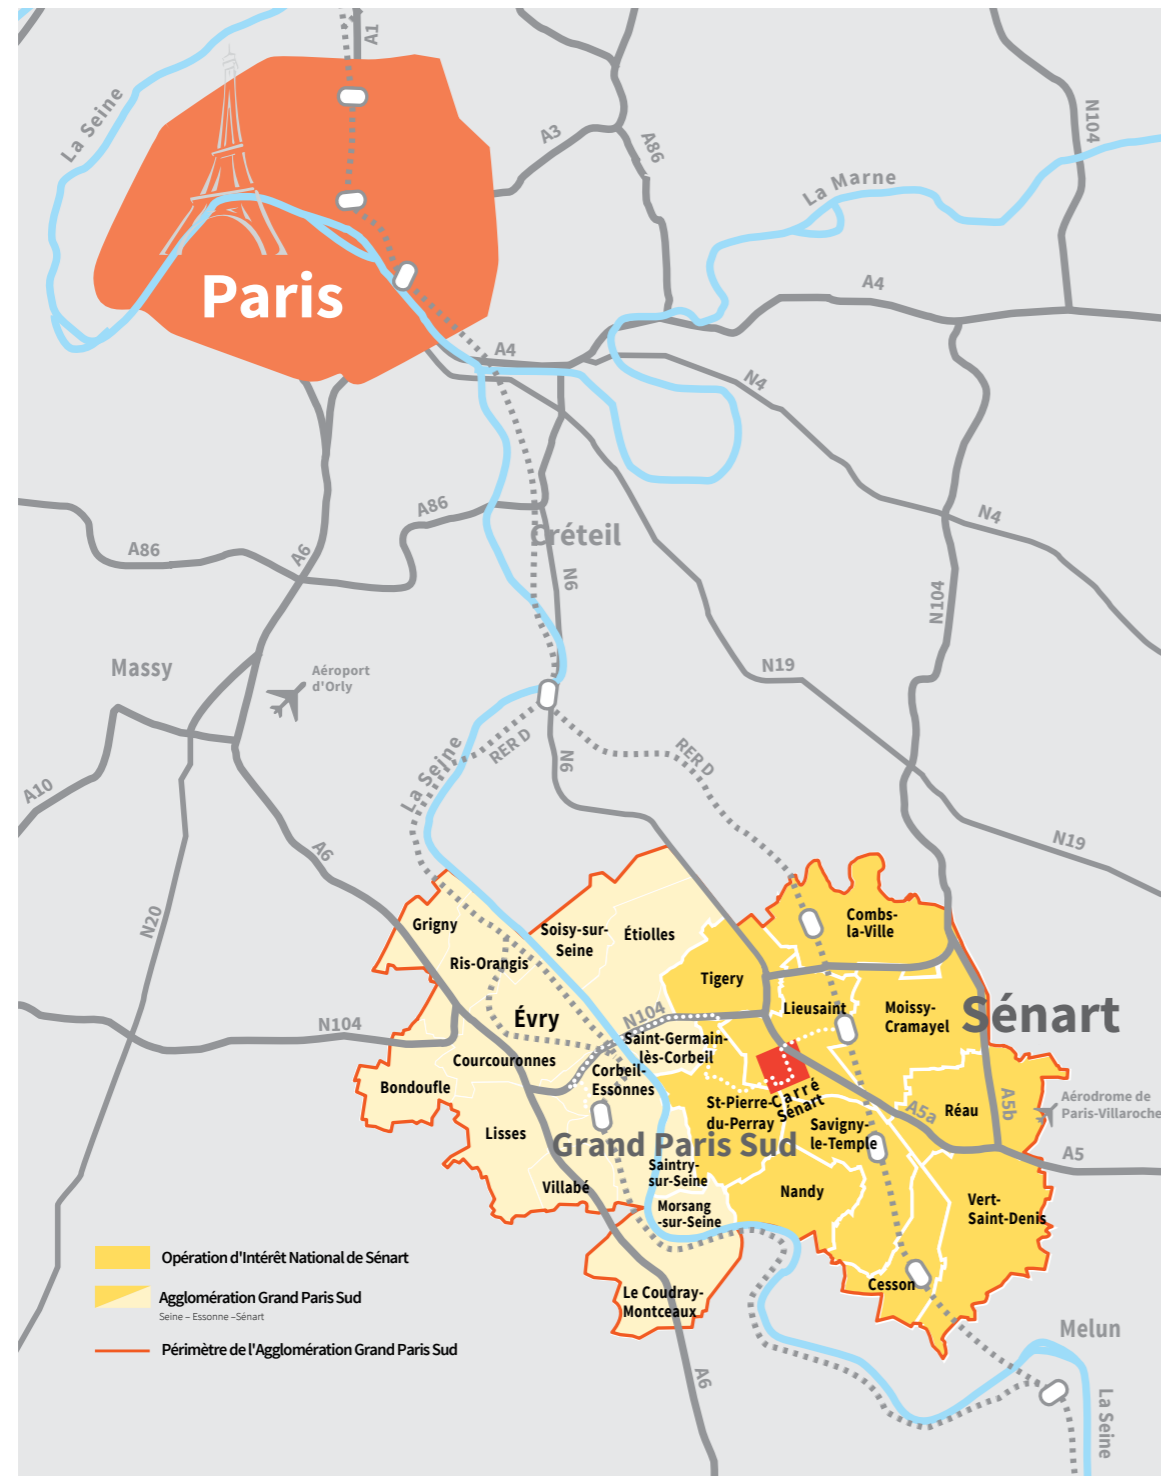 A1
La Seine
A3
A86
N104
La Marne
Paris
A4
A4
N4
A86
N4
A86
A6
Créteil
N6
N104
Massy
Aéroport
d'Orly
N19
RER D
RER D
N6
La Seine
A10
A6
N19
N20
Combs-
la-Ville
Grigny
Soisy-sur-
Seine
Étiolles
Ris-Orangis
Tigery
Lieusaint
Moissy-
Cramayel
Sénart
Évry
N104
N104
Saint-Germain-
lès-Corbeil
Courcouronnes
Corbeil-
Essonnes
Bondoufle
Carré
Sénart
St-Pierre-
du-Perray
A5a
Réau
A5b
Aérodrome de
Paris-Villaroche
Savigny-
le-Temple
Lisses
Grand Paris Sud
A5
Saintry-
sur-Seine
Villabé
Nandy
Vert-
Saint-Denis
Morsang
-sur-Seine
Opération d'Intérêt National de Sénart
Cesson
Agglomération Grand Paris Sud
Seine – Essonne –Sénart
Le Coudray-
Montceaux
Melun
Périmètre de l'Agglomération Grand Paris Sud
A6
La Seine